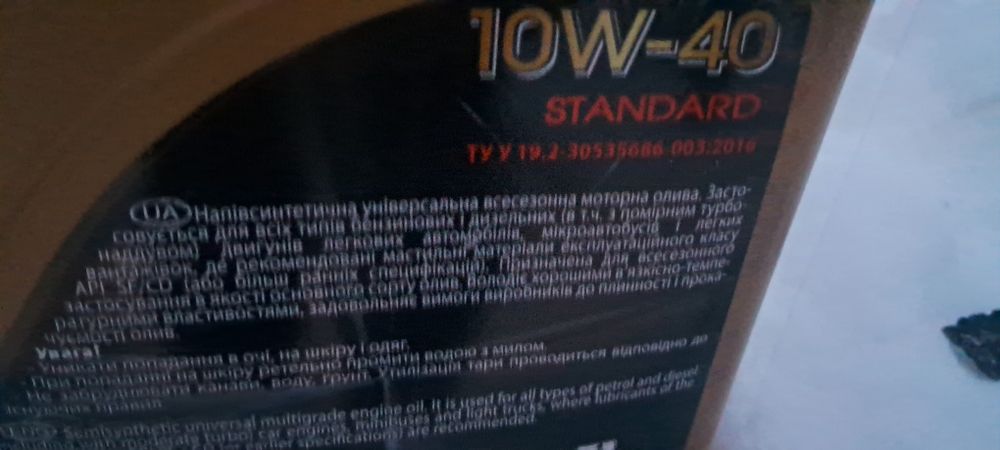 10W-40
STANDARD
ТУ У 19.2-30535686-003:2016
UA Напівсинтетична універсальна всесезонна моторна олива. Засто-
совується для всіх типів бензинових і дизельних (в т.ч. з помірним турбо-
наддувом) двигунів легкових автомобілів, мікроавтобусів і легких
де рекомендовані мастильні матеріали експлуатаційного класу
API SF/CD (або більш ранніх специфікацій). для всесезонного
застосування в якості основного сорту олив, володіє хорошими в'язкісно-темпе-
ратурними властивостями, задовольняє вимоги виробників до плинності і прока-
чуємості олив.
Увага!
Уникати попадання в очі, на шкіру і одяг.
При попаданні на шкіру ретельно промити водою з милом.
Не каналів, воду, ґрунт. Утилізація тари проводиться відповідно до
існуючих правил.
Semisynthetic universal multigrade engine oil. It is used for all types of petrol and diesel
with moderate turbo) car engines, minibuses and light trucks, where lubricants of the
or earlier specifications) are recommended.